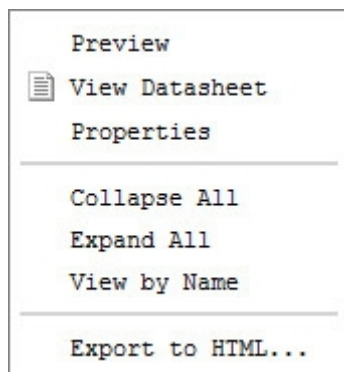 Preview
View Datasheet
Properties
Collapse All
Expand All
View by Name
Export to HTML...